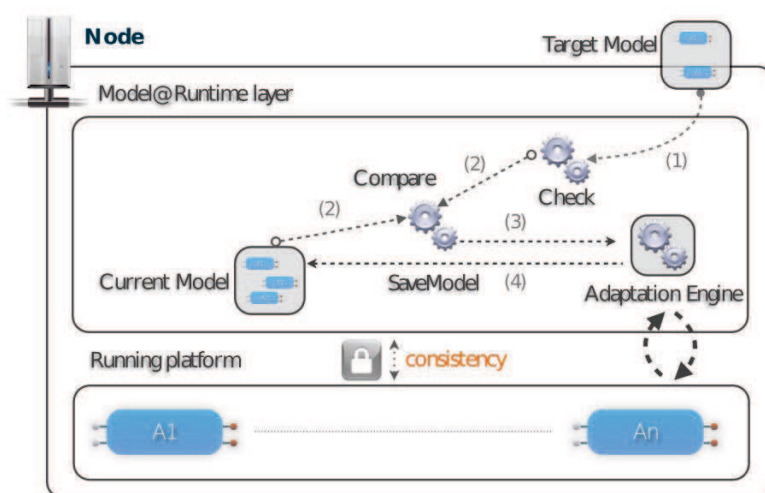 Node
Target Model
Model@Runtime layer
(1)
(2)
Compare
Check
(2)
(3)
Current Model
SaveModel
(4)
Adaptation Engine
Running platform
consistency
A1
An